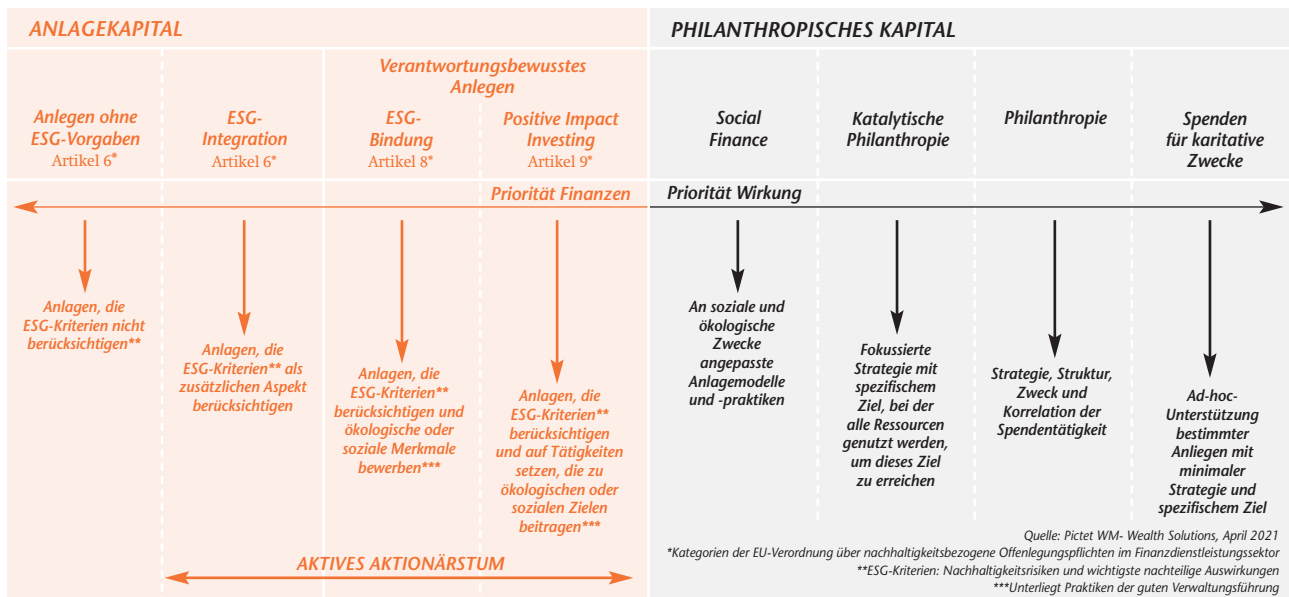 ANLAGEKAPITAL
PHILANTHROPISCHES KAPITAL
Verantwortungsbewusstes
Anlegen
Anlegen ohne
ESG-Vorgaben
Artikel 6*
ESG-
Integration
Artikel 6*
ESG-
Bindung
Artikel 8*
Positive Impact
Investing
Artikel 9*
Social
Finance
Katalytische
Philanthropie
Philanthropie
Spenden
für karitative
Zwecke
Priorität Finanzen
Priorität Wirkung
Anlagen, die
ESG-Kriterien nicht
berücksichtigen**
Anlagen, die
ESG-Kriterien** als
zusätzlichen Aspekt
berücksichtigen
Anlagen, die
ESG-Kriterien**
berücksichtigen und
ökologische oder
soziale Merkmale
bewerben***
Anlagen, die
ESG-Kriterien**
berücksichtigen
und auf Tätigkeiten
setzen, die zu
ökologischen oder
sozialen Zielen
beitragen***
An soziale und
ökologische
Zwecke
angepasste
Anlagemodelle
und -praktiken
Fokussierte
Strategie mit
spezifischem
Ziel, bei der
alle Ressourcen
genutzt werden,
um dieses Ziel
zu erreichen
Strategie, Struktur,
Zweck und
Korrelation der
Spendentätigkeit
Ad-hoc-
Unterstützung
bestimmter
Anliegen mit
minimaler
Strategie und
spezifischem Ziel
AKTIVES AKTIONÄRSTUM
Quelle: Pictet WM- Wealth Solutions, April 2021
*Kategorien der EU-Verordnung über nachhaltigkeitsbezogene Offenlegungspflichten im Finanzdienstleistungssektor
**ESG-Kriterien: Nachhaltigkeitsrisiken und wichtigste nachteilige Auswirkungen
***Unterliegt Praktiken der guten Verwaltungsführung